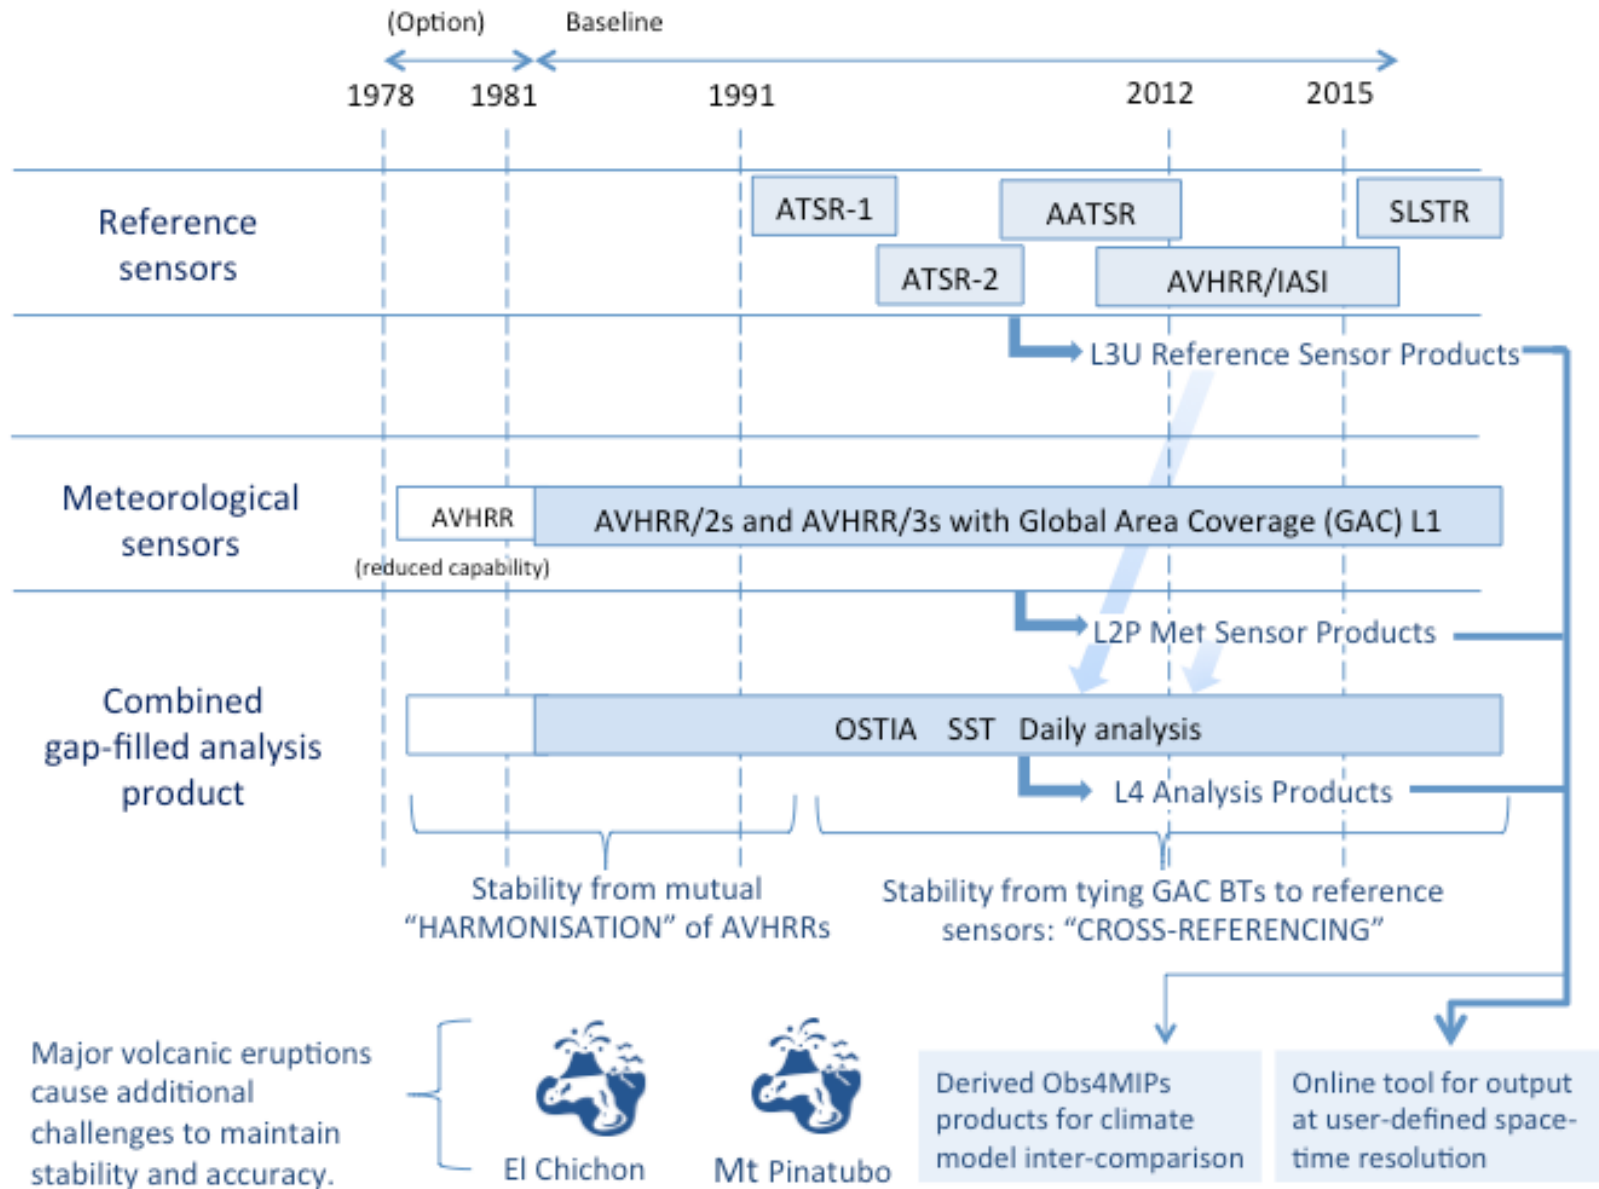 (Option)
Baseline
1978
1981
1991
2012
2015
Reference
sensors
ATSR-1
AATSR
SLSTR
ATSR-2
AVHRR/IASI
L3U Reference Sensor Products
Meteorological
sensors
AVHRR
(reduced capability)
AVHRR/2s and AVHRR/3s with Global Area Coverage (GAC) L1
L2P Met Sensor Products
Combined
gap-filled analysis
product
OSTIA SST Daily analysis
L4 Analysis Products
Stability from mutual
“HARMONISATION” of AVHRRs
Stability from tying GAC BTs to reference
sensors: “CROSS-REFERENCING”
Major volcanic eruptions
cause additional
challenges to maintain
stability and accuracy.
El Chichon
Mt Pinatubo
Derived Obs4MIPs
products for climate
model inter-comparison
Online tool for output
at user-defined space-
time resolution